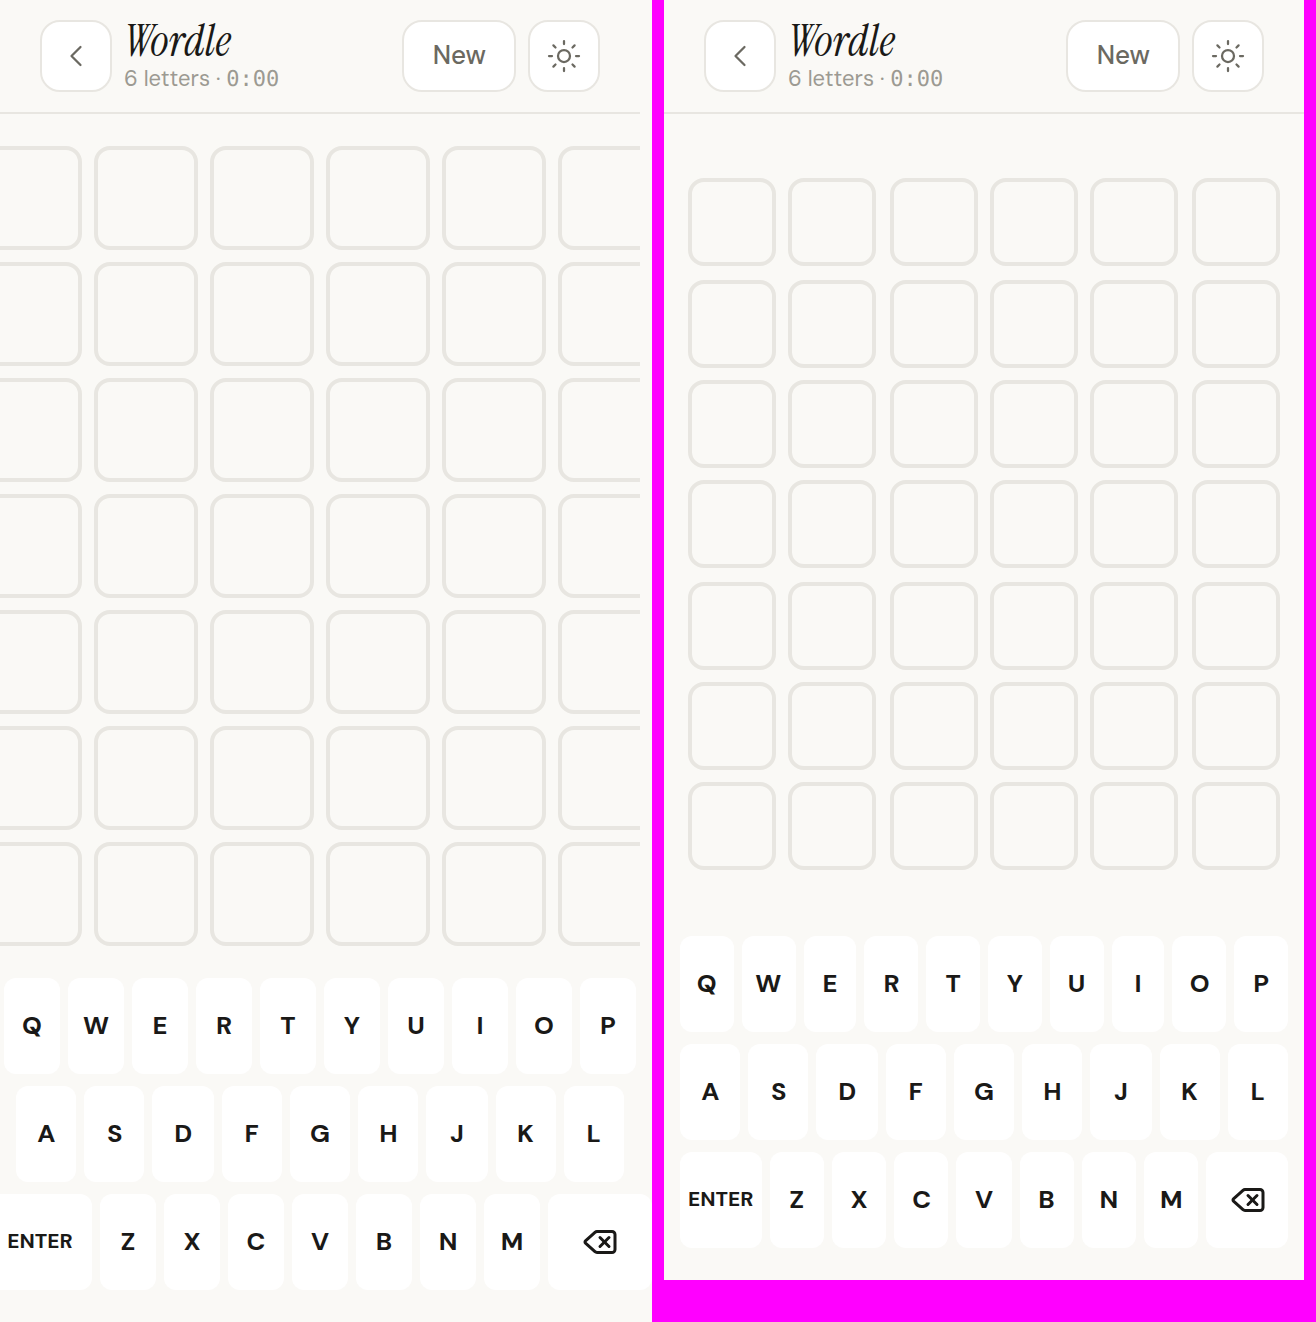 Wordle
6 letters · 0:00
New
Q W E R T Y U I O P
A S D F G H J K L
ENTER Z X C V B N M
Wordle
6 letters · 0:00
New
Q W E R T Y U I O P
A S D F G H J K L
ENTER Z X C V B N M